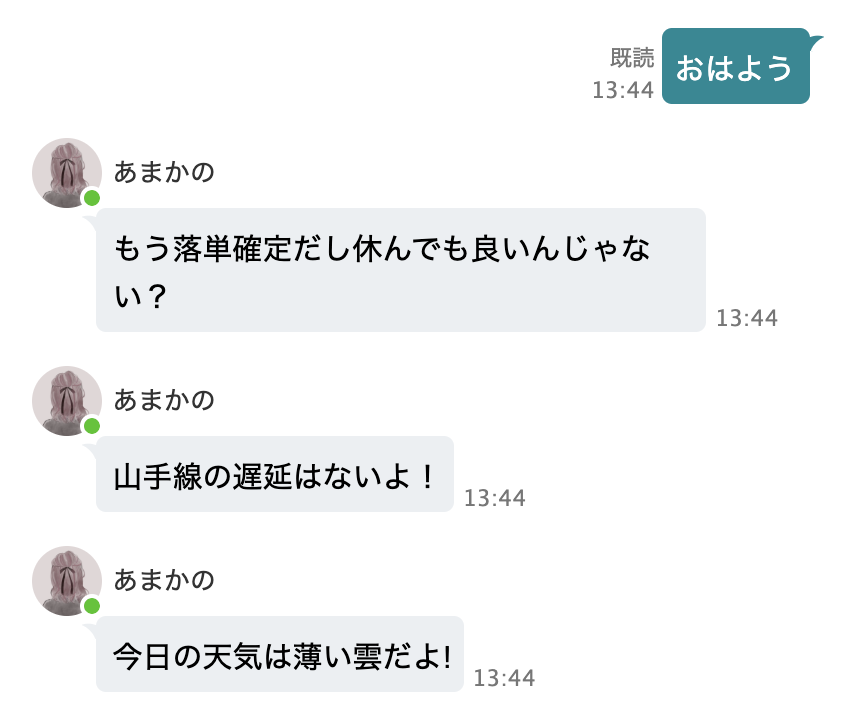 既読
13:44
おはよう
あまかの
もう落単確定だし休んでも良いんじゃな
い？
13:44
あまかの
山手線の遅延はないよ！
13:44
あまかの
今日の天気は薄い雲だよ!
13:44